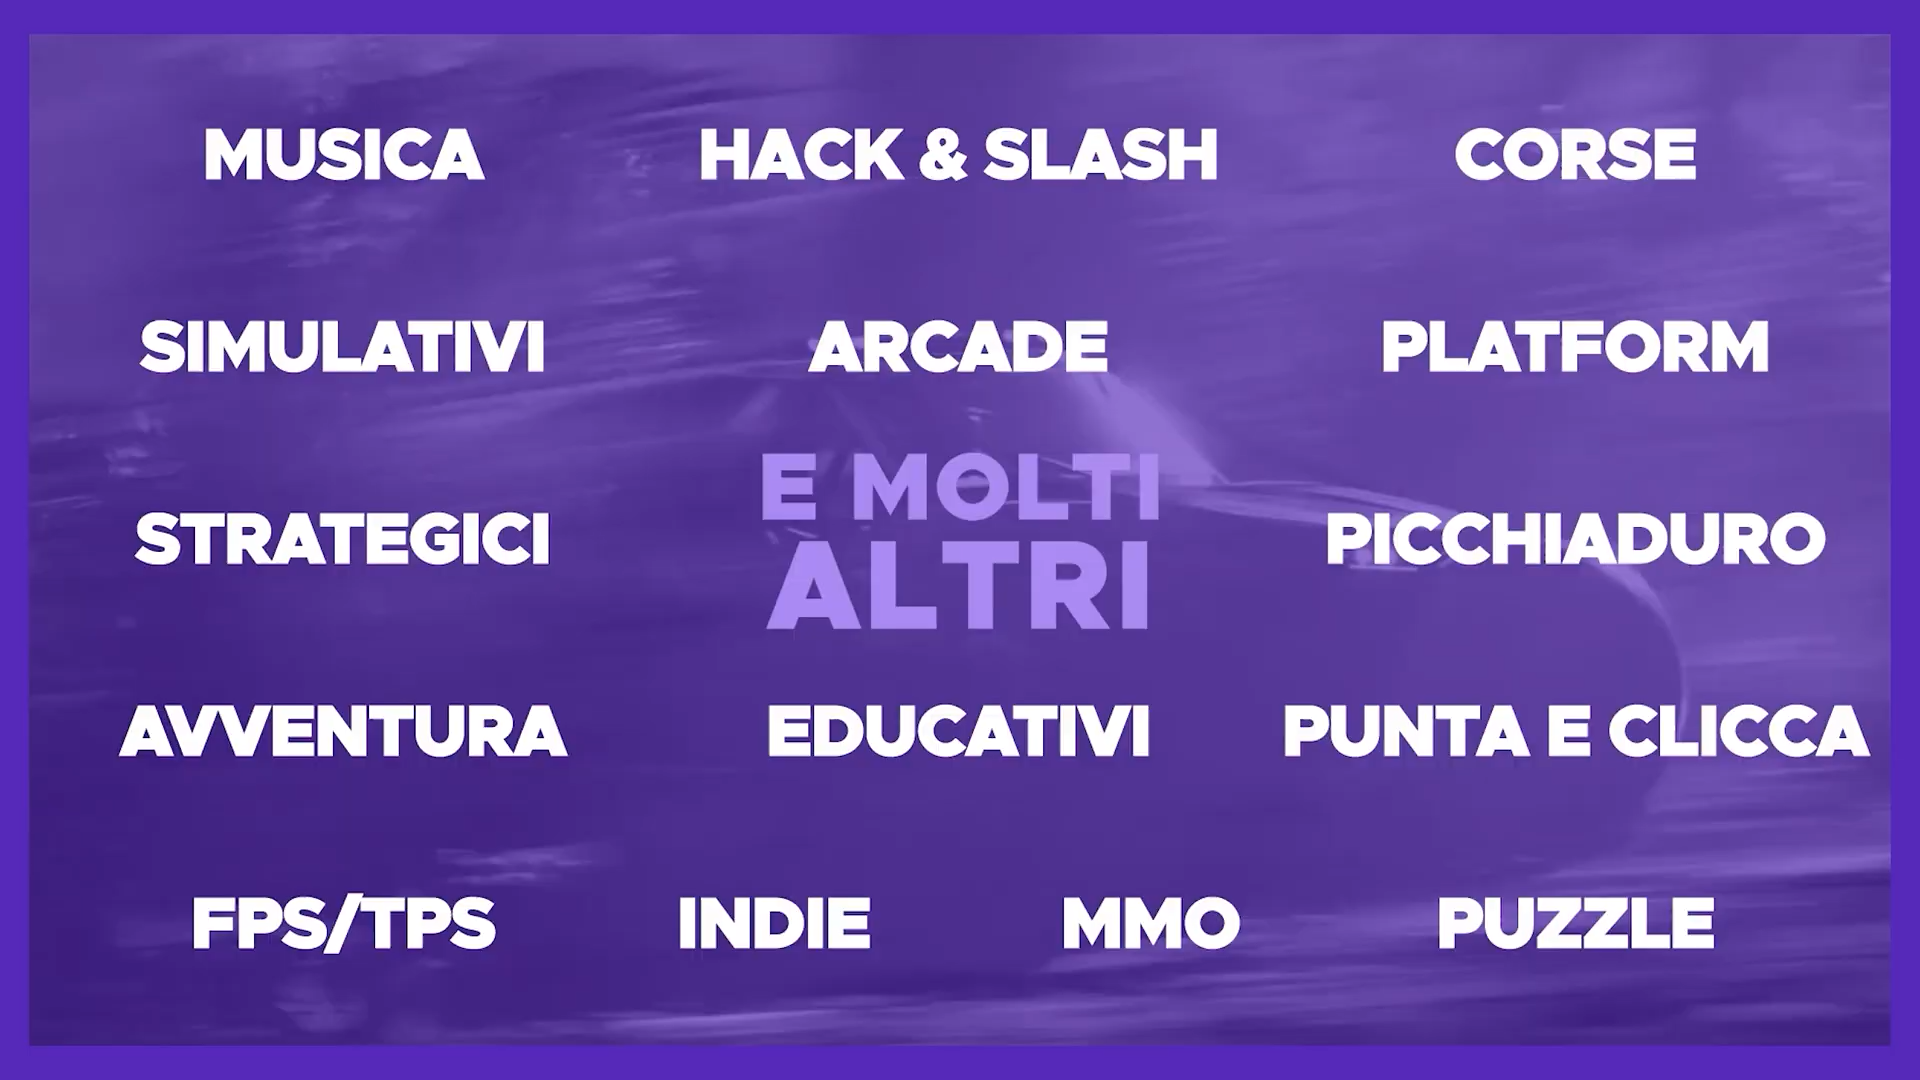 MUSICA
HACK & SLASH
CORSE
SIMULATIVI
ARCADE
PLATFORM
STRATEGICI
E MOLTI
ALTRI
PICCHIADURO
AVVENTURA
EDUCATIVI
PUNTA E CLICCA
FPS/TPS
INDIE
MMO
PUZZLE